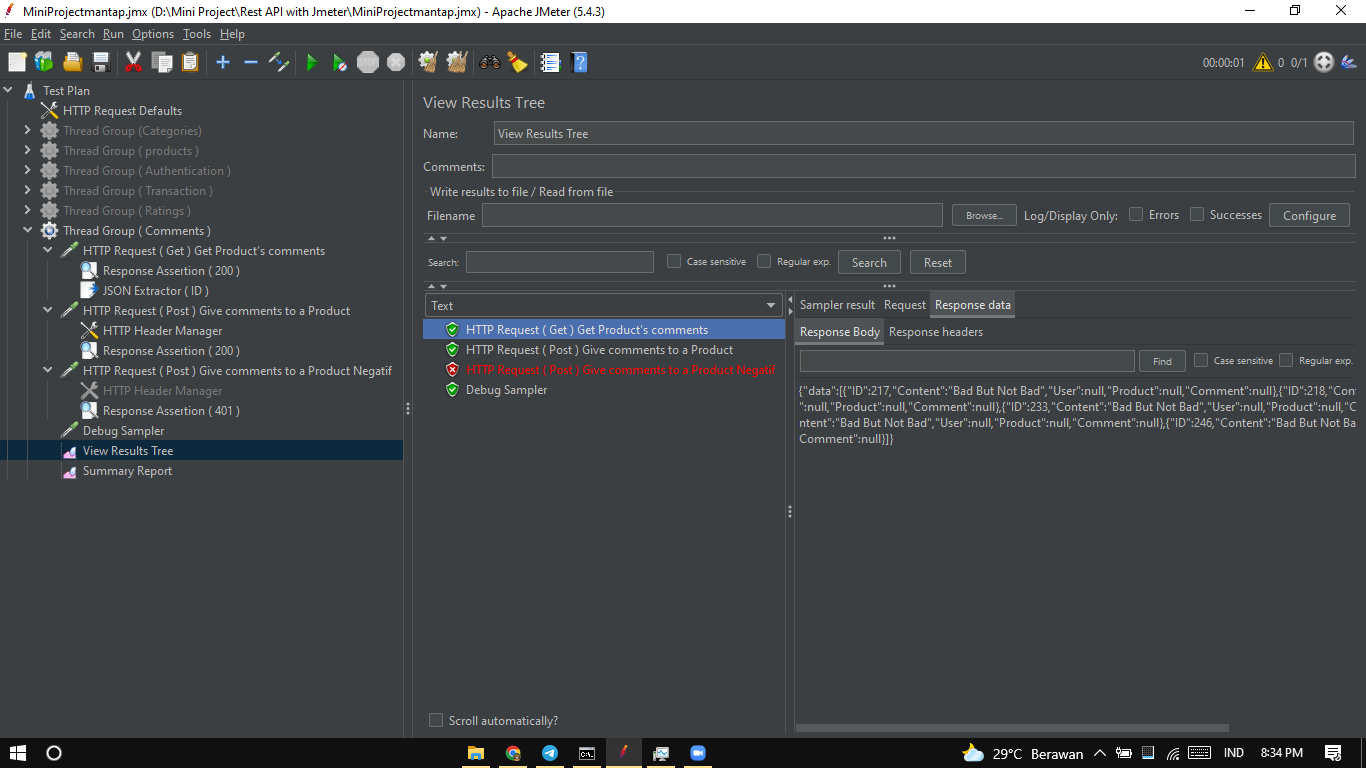 MiniProjectmantap.jmx (D:\Mini Project\Rest API with Jmeter\MiniProjectmantap.jmx) - Apache JMeter (5.4.3)
File Edit Search Run Options Tools Help
STOP
00:00:01 0 0/1
Test Plan
HTTP Request Defaults
Thread Group (Categories)
Thread Group ( products )
Thread Group ( Authentication )
Thread Group ( Transaction )
Thread Group ( Ratings )
Thread Group ( Comments )
HTTP Request ( Get ) Get Product's comments
Response Assertion ( 200 )
JSON Extractor ( ID )
HTTP Request ( Post ) Give comments to a Product
HTTP Header Manager
Response Assertion ( 200 )
HTTP Request ( Post ) Give comments to a Product Negatif
HTTP Header Manager
Response Assertion ( 401 )
Debug Sampler
View Results Tree
Summary Report
View Results Tree
Name: View Results Tree
Comments:
Write results to file / Read from file
Filename Browse... Log/Display Only: Errors Successes Configure
Search: Case sensitive Regular exp. Search Reset
Text
HTTP Request ( Get ) Get Product's comments
HTTP Request ( Post ) Give comments to a Product
HTTP Request ( Post ) Give comments to a Product Negatif
Debug Sampler
Scroll automatically?
Sampler result Request Response data
Response Body Response headers
Find Case sensitive Regular exp.
{"data":[{"ID":217,"Content":"Bad But Not Bad","User":null,"Product":null,"Comment":null},{"ID":218,"Con
":null,"Product":null,"Comment":null},{"ID":233,"Content":"Bad But Not Bad","User":null,"Product":null,"C
ntent":"Bad But Not Bad","User":null,"Product":null,"Comment":null},{"ID":246,"Content":"Bad But Not Ba
Comment":null}]}
29°C Berawan IND 8:34 PM